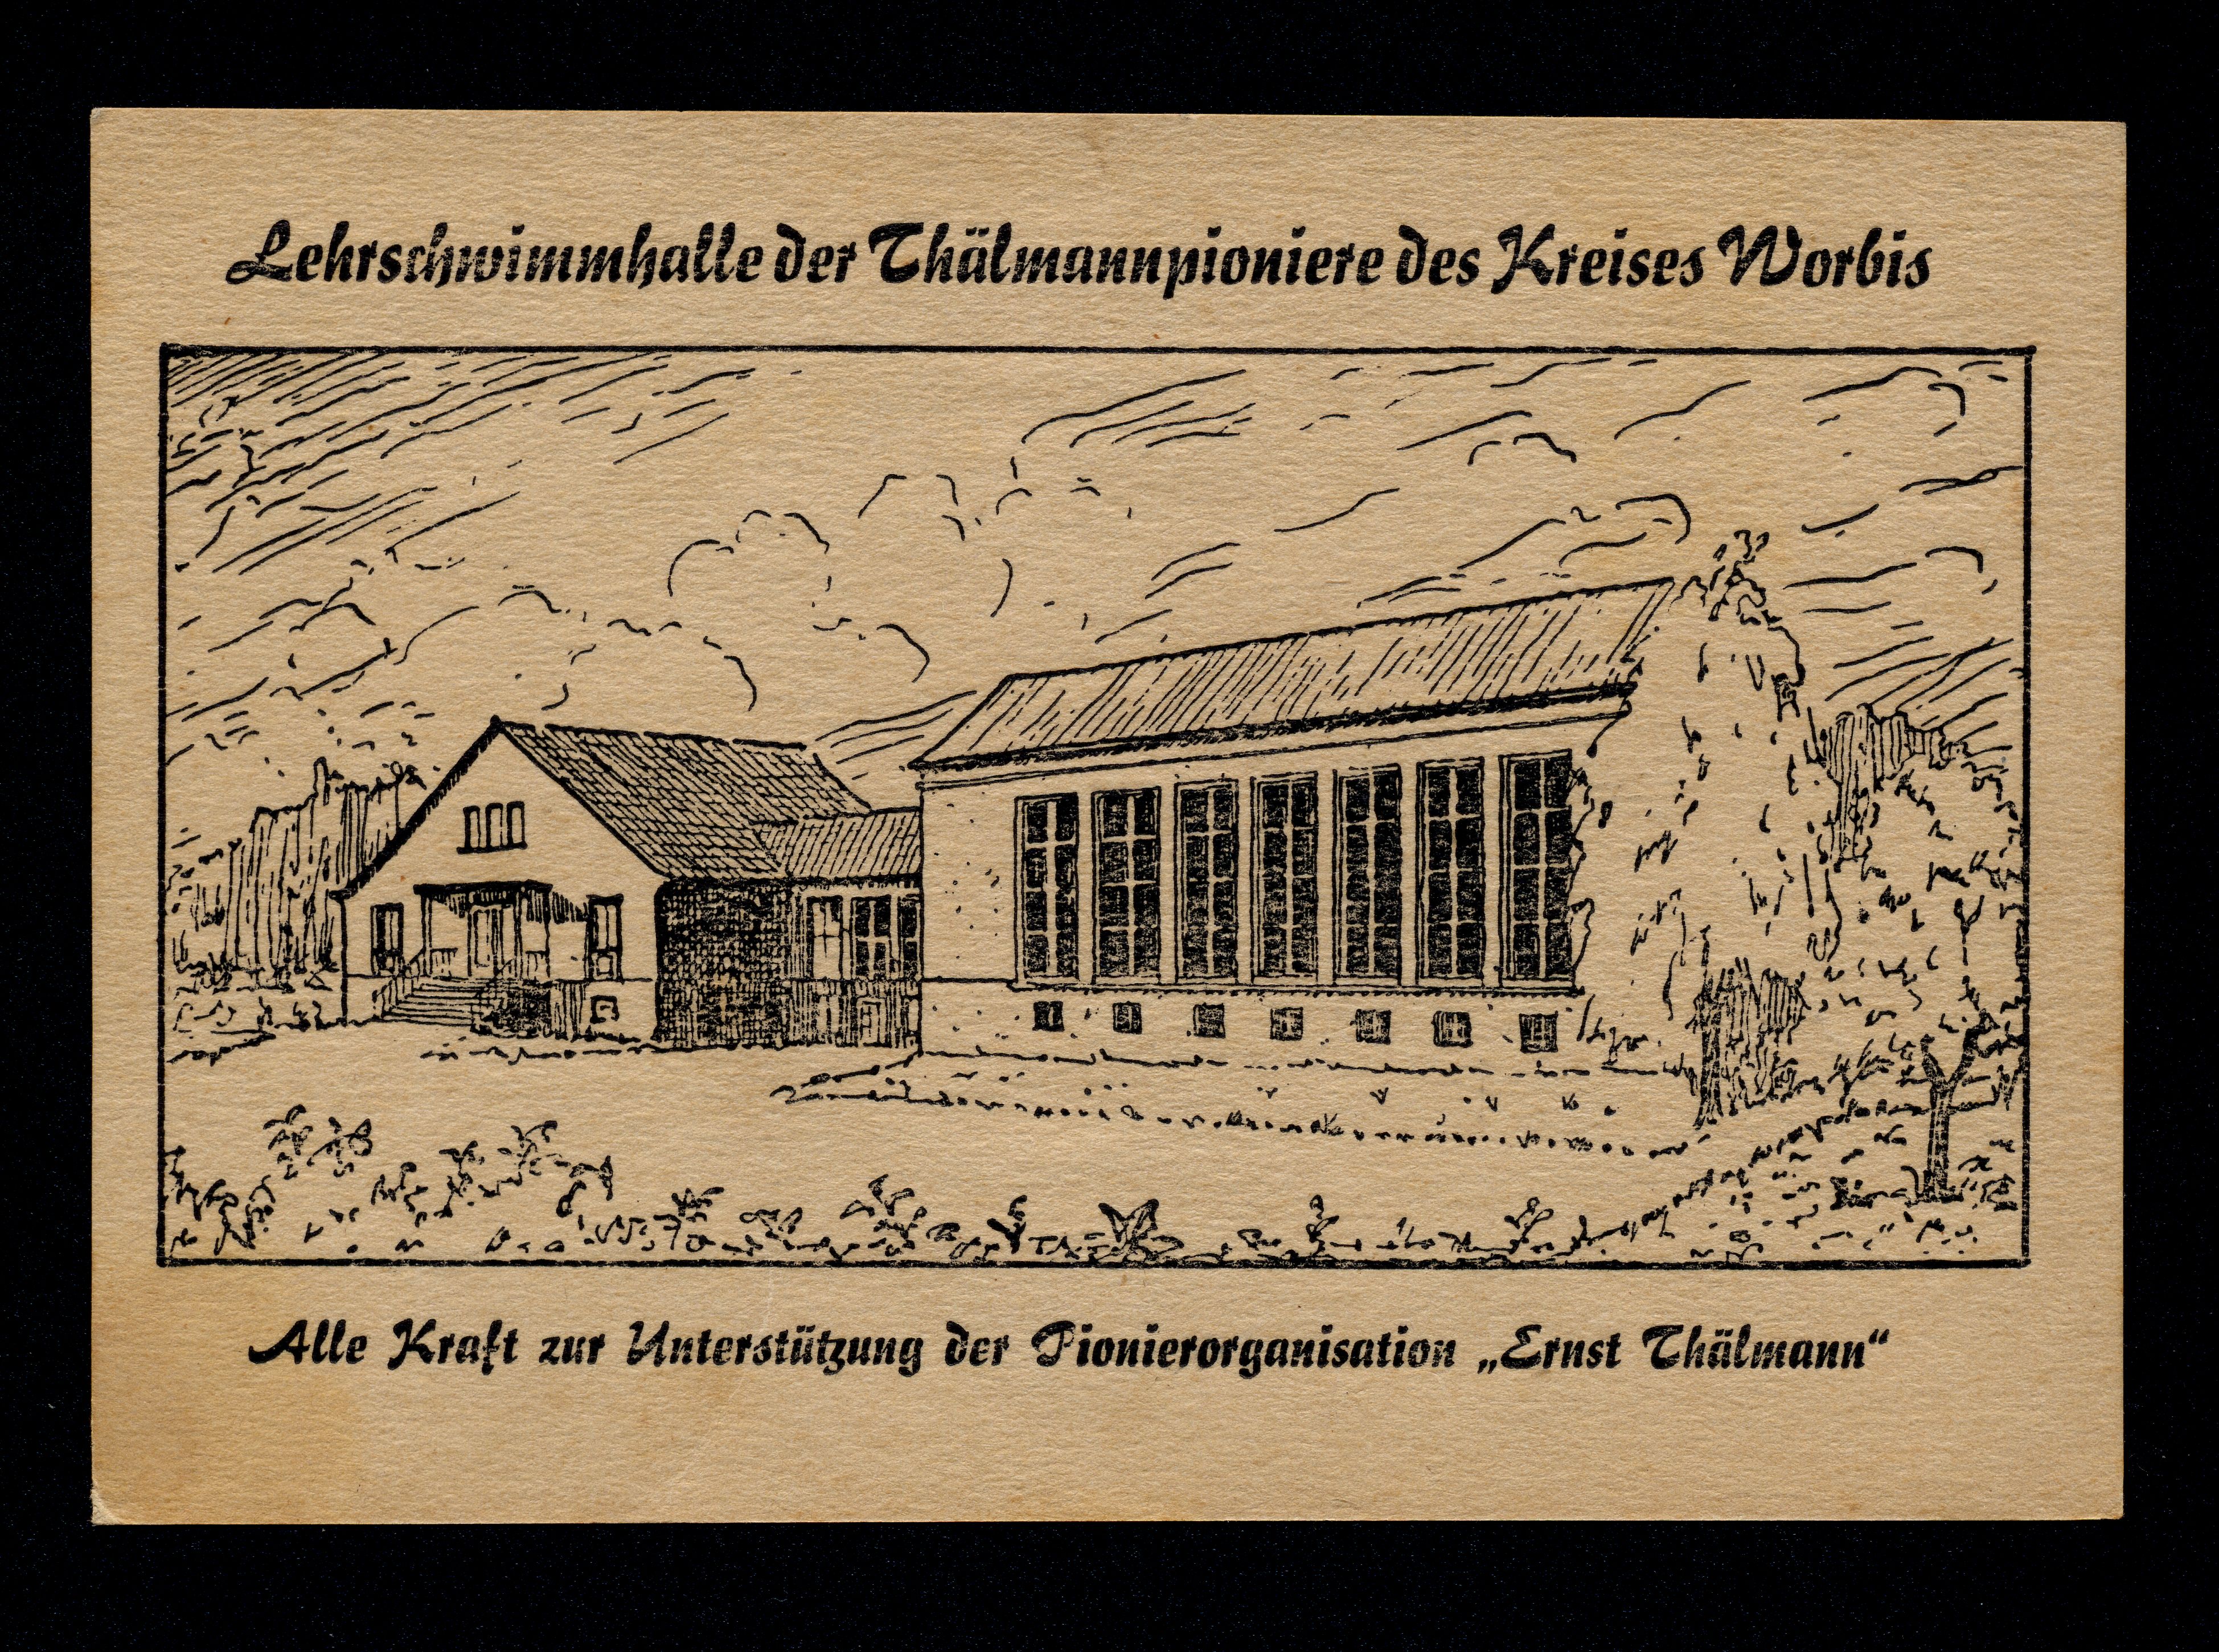 Lehrschwimmhalle der Thälmannpioniere des Kreises Worbis
Alle Kraft zur Unterstützung der Pionierorganisation „Ernst Thälmann“